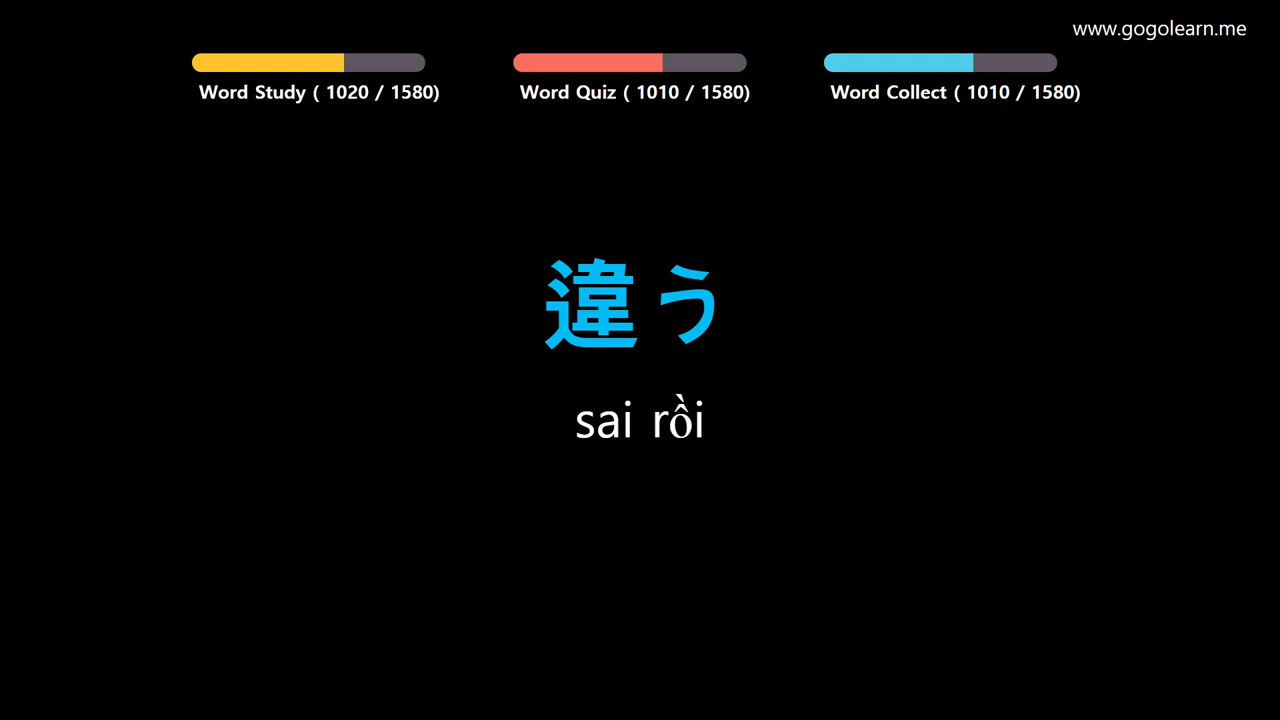 www.gogolearn.me
Word Study ( 1020 / 1580)
Word Quiz ( 1010 / 1580)
Word Collect ( 1010 / 1580)
違う
sai rồi